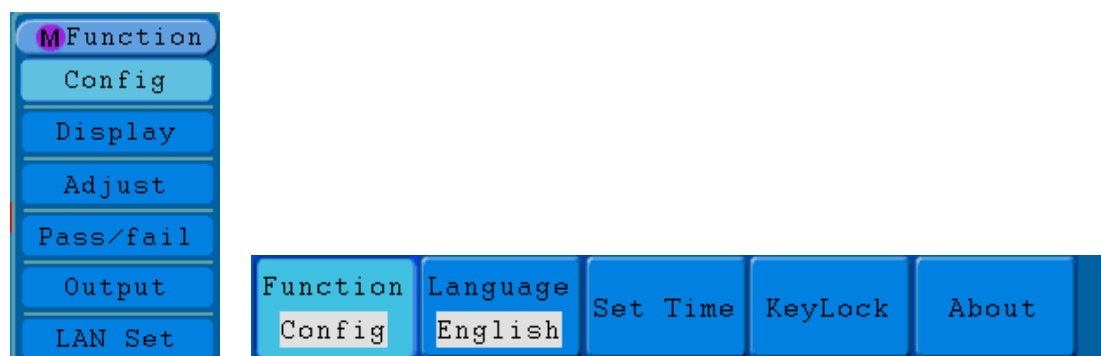 MFunction
Config
Display
Adjust
Pass/fail
Output
LAN Set
Function
Config
Language
English
Set Time
KeyLock
About